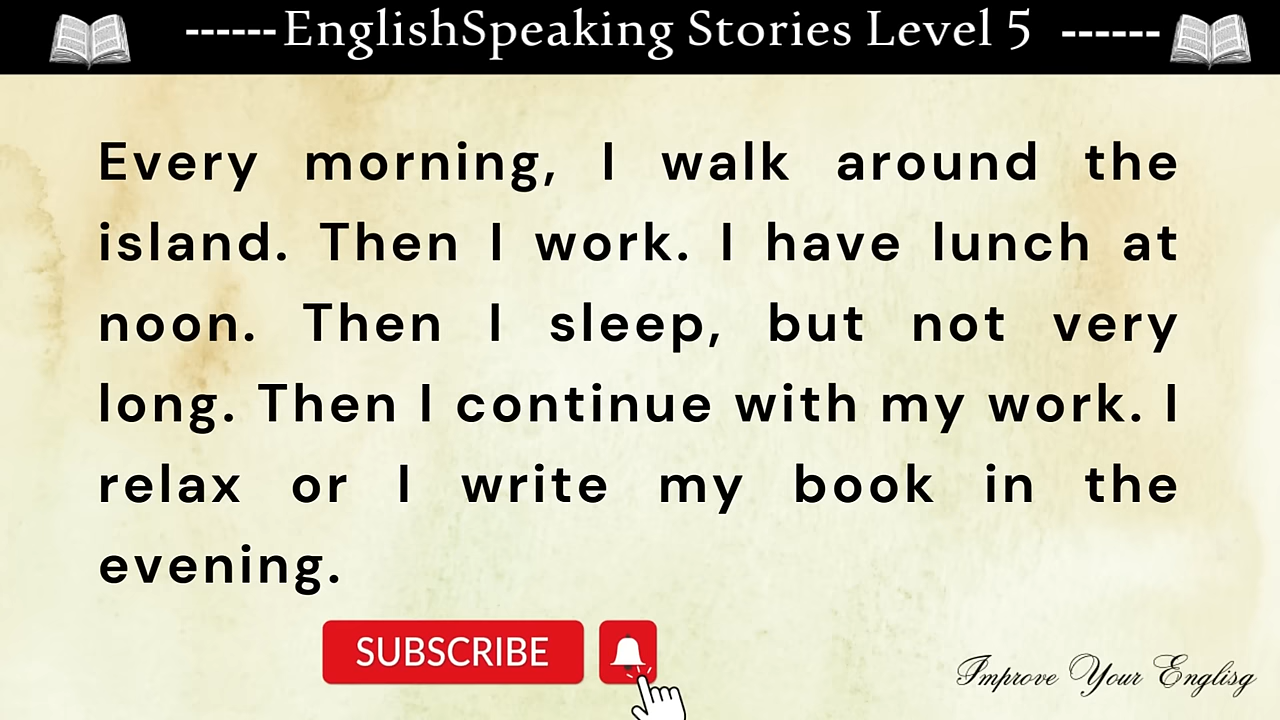 ------EnglishSpeaking Stories Level 5 ------
Every morning, I walk around the
island. Then I work. I have lunch at
noon. Then I sleep, but not very
long. Then I continue with my work. I
relax or I write my book in the
evening.
SUBSCRIBE
Improve Your Englisg